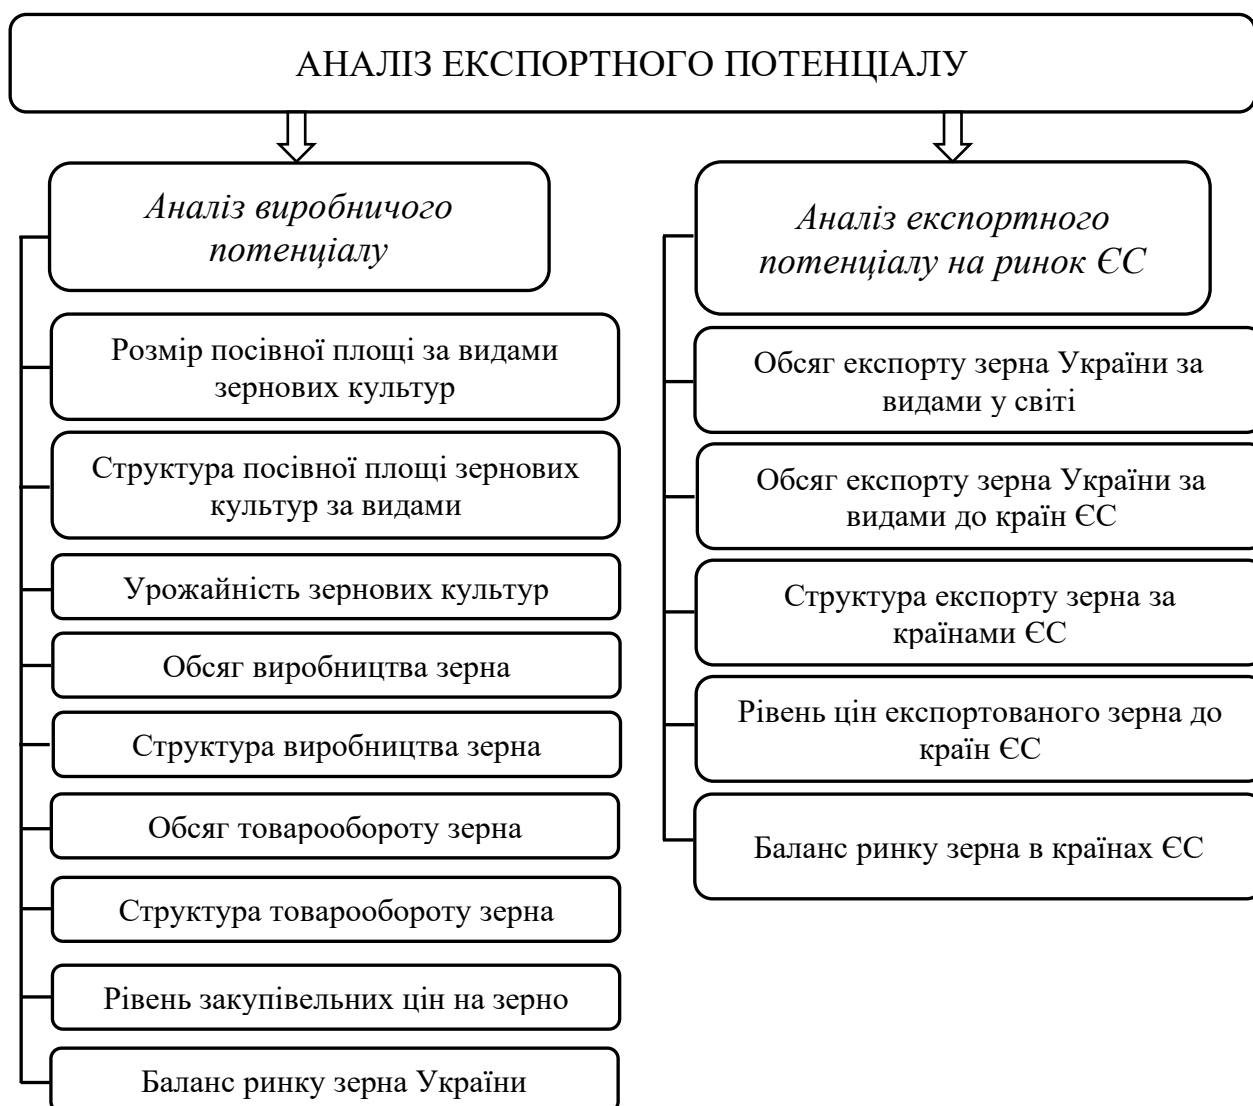 АНАЛІЗ ЕКСПОРТНОГО ПОТЕНЦІАЛУ
Аналіз виробничого
потенціалу
Розмір посівної площі за видами
зернових культур
Структура посівної площі зернових
культур за видами
Урожайність зернових культур
Обсяг виробництва зерна
Структура виробництва зерна
Обсяг товарообороту зерна
Структура товарообороту зерна
Рівень закупівельних цін на зерно
Баланс ринку зерна України
Аналіз експортного
потенціалу на ринок ЄС
Обсяг експорту зерна України за
видами у світі
Обсяг експорту зерна України за
видами до країн ЄС
Структура експорту зерна за
країнами ЄС
Рівень цін експортованого зерна до
країн ЄС
Баланс ринку зерна в країнах ЄС